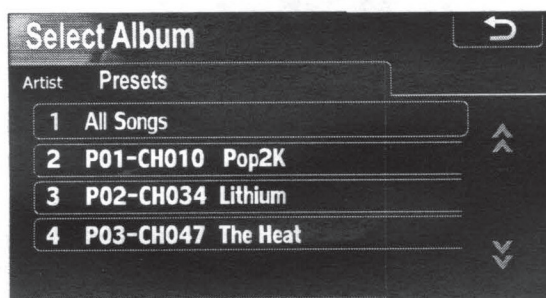 Select Album
Artist Presets
1 All Songs
2 P01-CH010 Pop2K
3 P02-CH034 Lithium
4 P03-CH047 The Heat